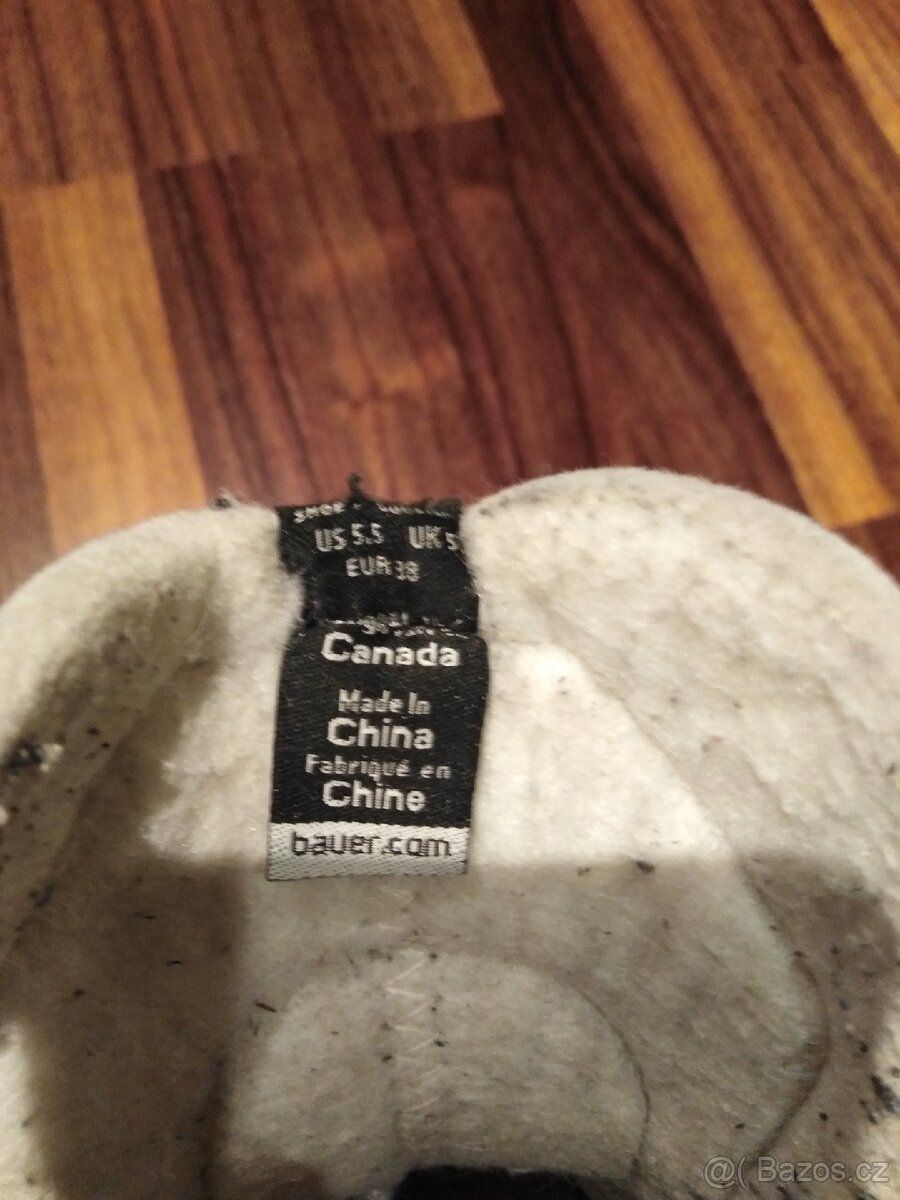 US 5.5 UK 5
EUR 38
Canada
Made In
China
Fabriqué en
Chine
bauer.com
@( Bazos.cz